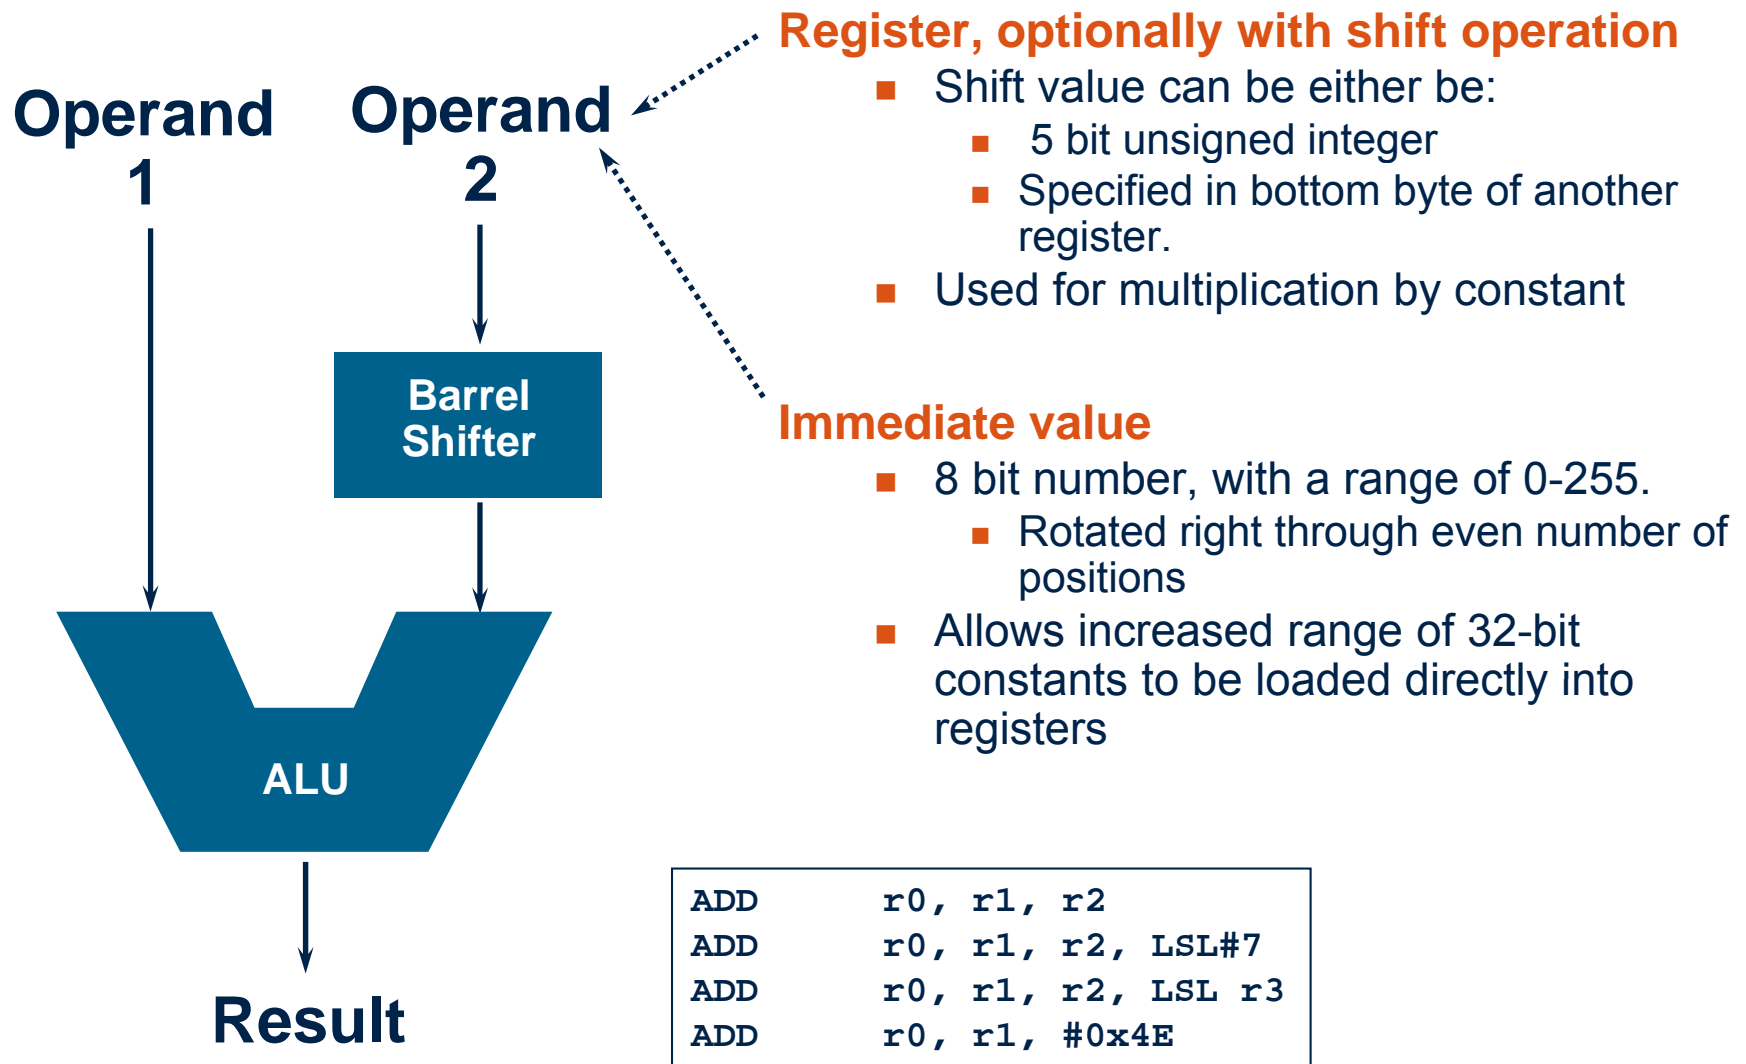 Register, optionally with shift operation
Shift value can be either be:
5 bit unsigned integer
Specified in bottom byte of another
register.
Used for multiplication by constant
Immediate value
8 bit number, with a range of 0-255.
Rotated right through even number of
positions
Allows increased range of 32-bit
constants to be loaded directly into
registers
Operand
1
Operand
2
Barrel
Shifter
ALU
Result
ADD r0, r1, r2
ADD r0, r1, r2, LSL#7
ADD r0, r1, r2, LSL r3
ADD r0, r1, #0x4E